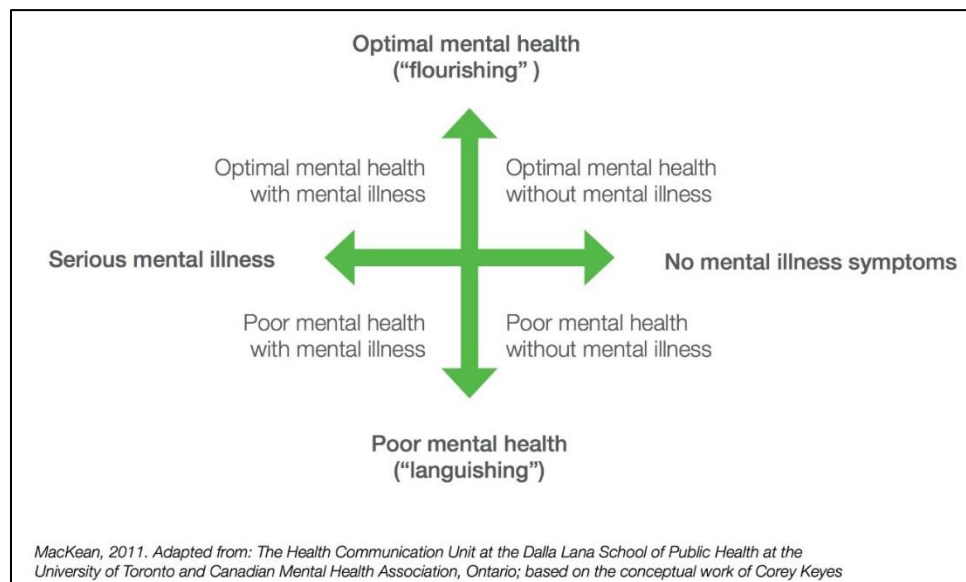 Optimal mental health
("flourishing" )
Optimal mental health
with mental illness
Optimal mental health
without mental illness
Serious mental illness
No mental illness symptoms
Poor mental health
with mental illness
Poor mental health
without mental illness
Poor mental health
("languishing")
MacKean, 2011. Adapted from: The Health Communication Unit at the Dalla Lana School of Public Health at the
University of Toronto and Canadian Mental Health Association, Ontario; based on the conceptual work of Corey Keyes